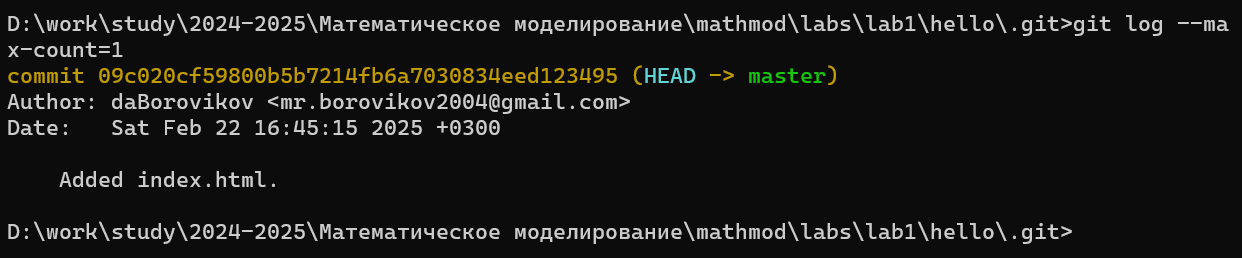 D:\work\study\2024-2025\Математическое моделирование\mathmod\labs\lab1\hello\.git>git log --ma
x-count=1
commit 09c020cf59800b5b7214fb6a7030834eed123495 (HEAD -> master)
Author: daBorovikov <mr.borovikov2004@gmail.com>
Date:   Sat Feb 22 16:45:15 2025 +0300
    Added index.html.
D:\work\study\2024-2025\Математическое моделирование\mathmod\labs\lab1\hello\.git>